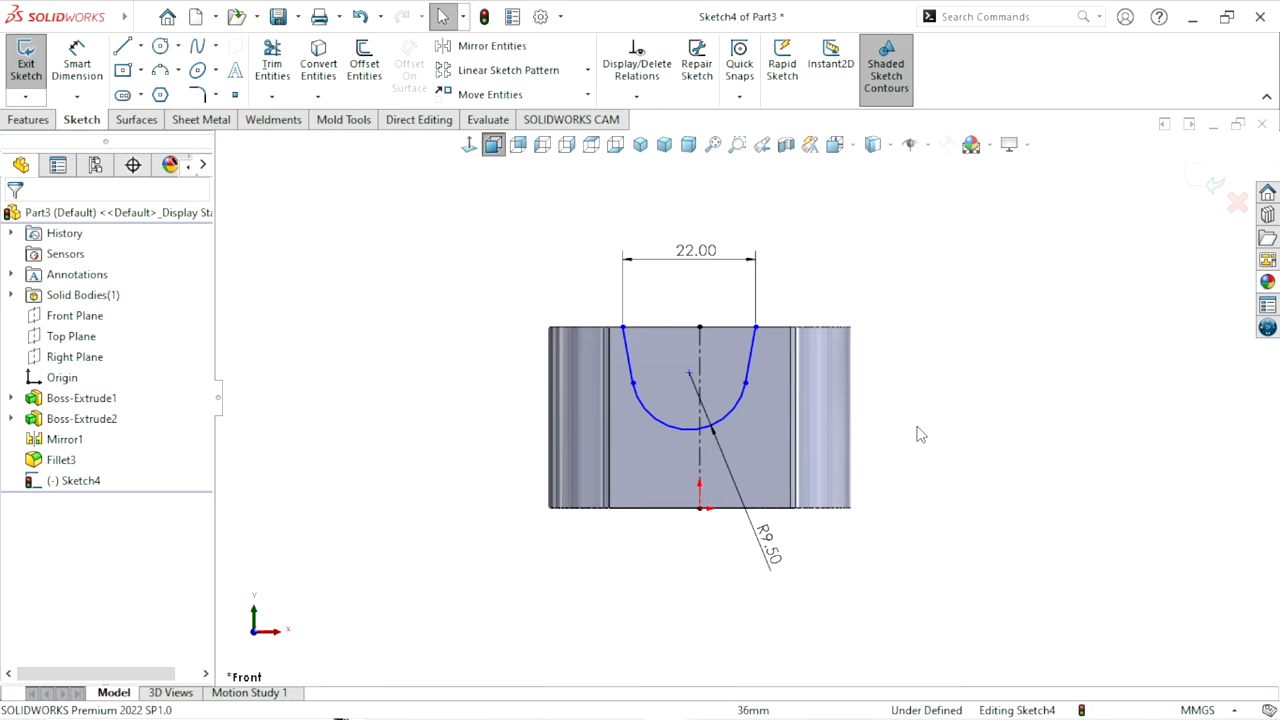 SOLIDWORKS
Sketch4 of Part3 *
Search Commands
Exit Sketch
Smart Dimension
Trim Entities
Convert Entities
Offset Entities
Offset On Surface
Mirror Entities
Linear Sketch Pattern
Move Entities
Display/Delete Relations
Repair Sketch
Quick Snaps
Rapid Sketch
Instant2D
Shaded Sketch Contours
Features
Sketch
Surfaces
Sheet Metal
Weldments
Mold Tools
Direct Editing
Evaluate
SOLIDWORKS CAM
Part3 (Default) <<Default>_Display Sta
History
Sensors
Annotations
Solid Bodies(1)
Front Plane
Top Plane
Right Plane
Origin
Boss-Extrude1
Boss-Extrude2
Mirror1
Fillet3
(-) Sketch4
22.00
R9.50
Y
X
*Front
Model
3D Views
Motion Study 1
SOLIDWORKS Premium 2022 SP1.0
36mm
Under Defined
Editing Sketch4
MMGS